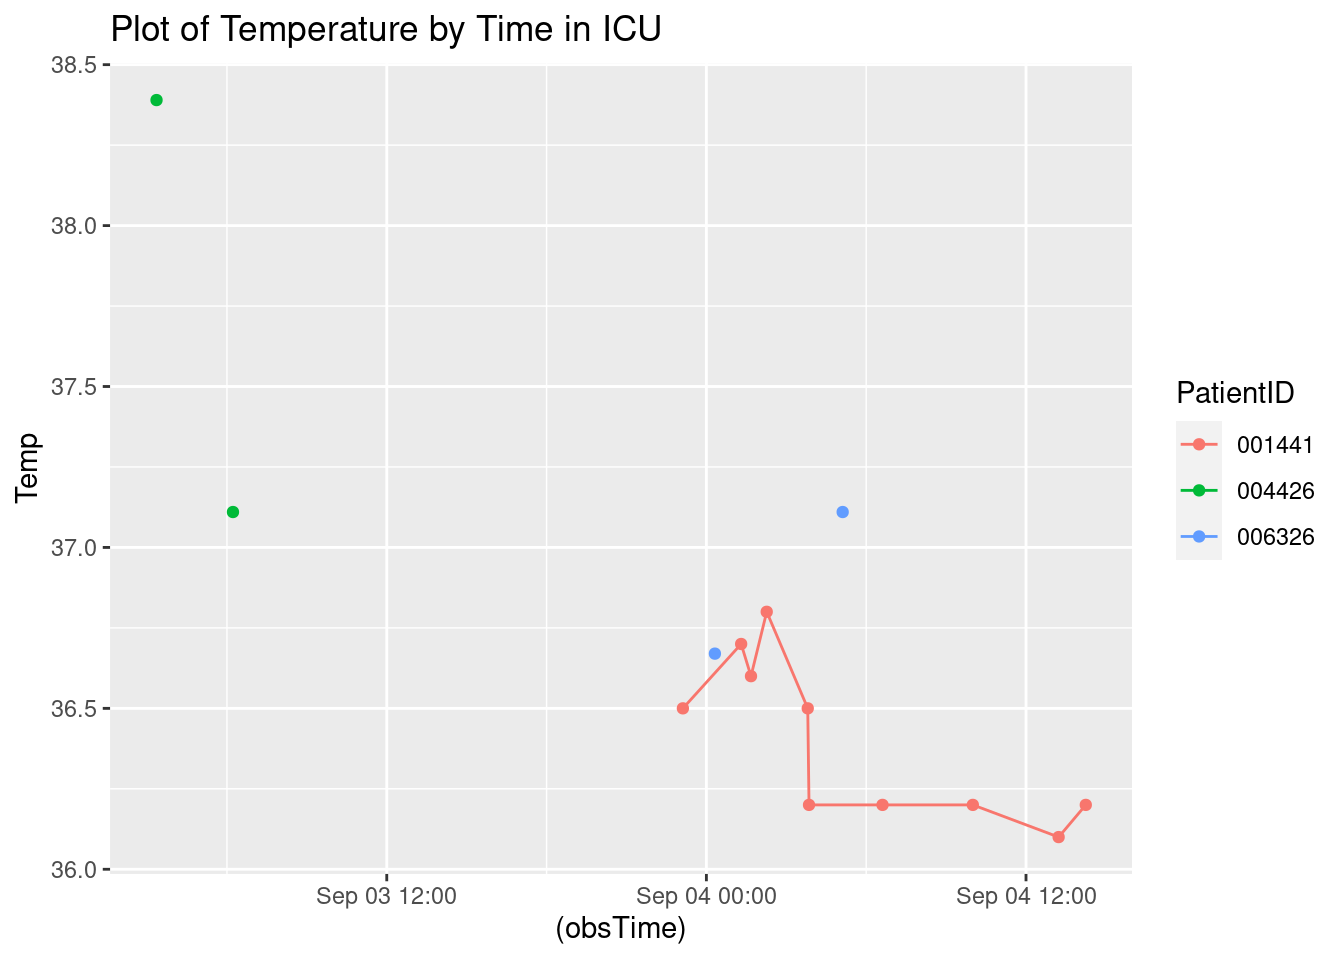 Plot of Temperature by Time in ICU
38.5
38.0
37.5
37.0
36.5
36.0
Temp
Sep 03 12:00
Sep 04 00:00
Sep 04 12:00
(obsTime)
PatientID
001441
004426
006326